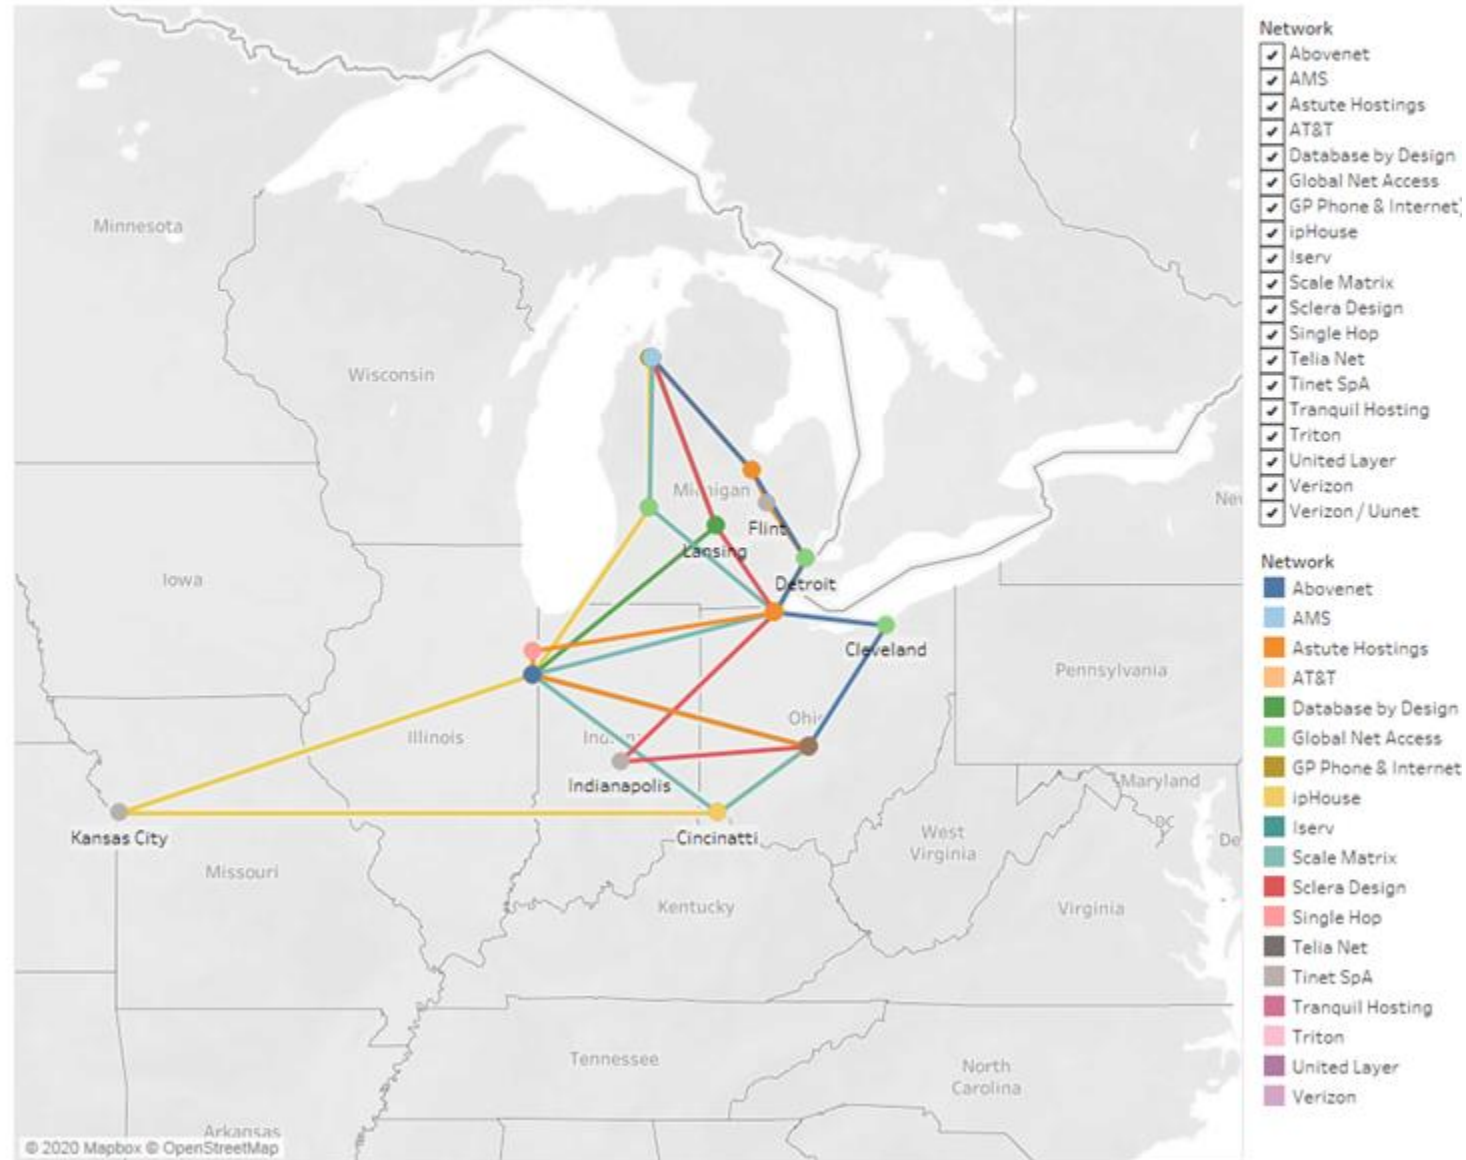 Minnesota
Wisconsin
Michigan
Flint
Lansing
Detroit
Iowa
Cleveland
Pennsylvania
Illinois
Ohio
Indianapolis
Kansas City
Cincinatti
Maryland
DC
West
Virginia
Missouri
Kentucky
Virginia
Tennessee
North
Carolina
Arkansas
© 2020 Mapbox © OpenStreetMap
Network
Abovenet
AMS
Astute Hostings
AT&T
Database by Design
Global Net Access
GP Phone & Internet)
ipHouse
Iserv
Scale Matrix
Sclera Design
Single Hop
Telia Net
Tinet SpA
Tranquil Hosting
Triton
United Layer
Verizon
Verizon / Uunet
Network
Abovenet
AMS
Astute Hostings
AT&T
Database by Design
Global Net Access
GP Phone & Internet
ipHouse
Iserv
Scale Matrix
Sclera Design
Single Hop
Telia Net
Tinet SpA
Tranquil Hosting
Triton
United Layer
Verizon